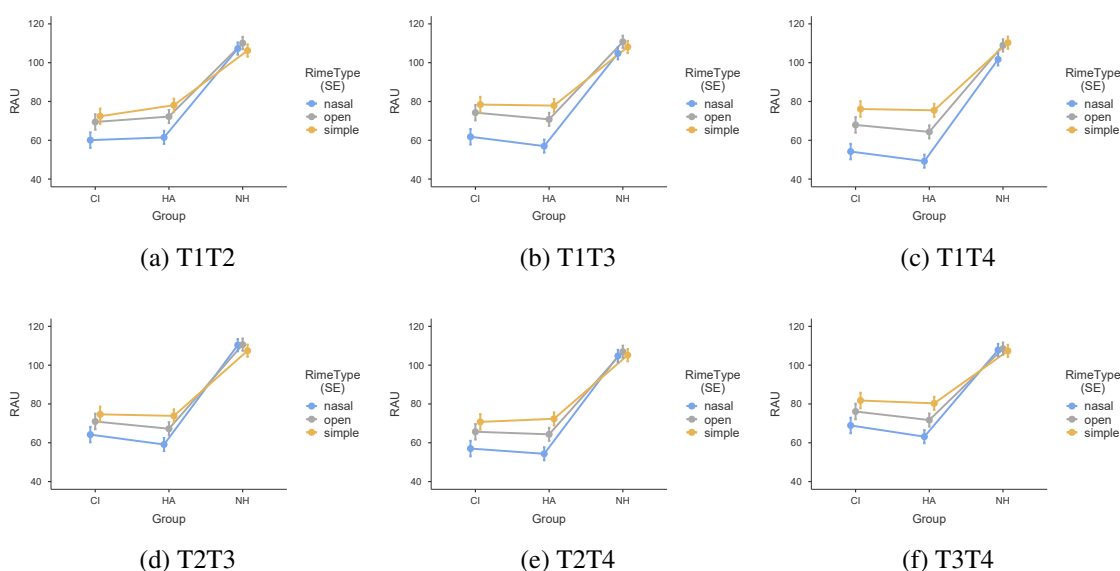 120
100
80
60
40
RAU
CI HA NH
Group
RimeType
(SE)
nasal
open
simple
(a) T1T2
120
100
80
60
40
RAU
CI HA NH
Group
RimeType
(SE)
nasal
open
simple
(b) T1T3
120
100
80
60
40
RAU
CI HA NH
Group
RimeType
(SE)
nasal
open
simple
(c) T1T4
120
100
80
60
40
RAU
CI HA NH
Group
RimeType
(SE)
nasal
open
simple
(d) T2T3
120
100
80
60
40
RAU
CI HA NH
Group
RimeType
(SE)
nasal
open
simple
(e) T2T4
120
100
80
60
40
RAU
CI HA NH
Group
RimeType
(SE)
nasal
open
simple
(f) T3T4